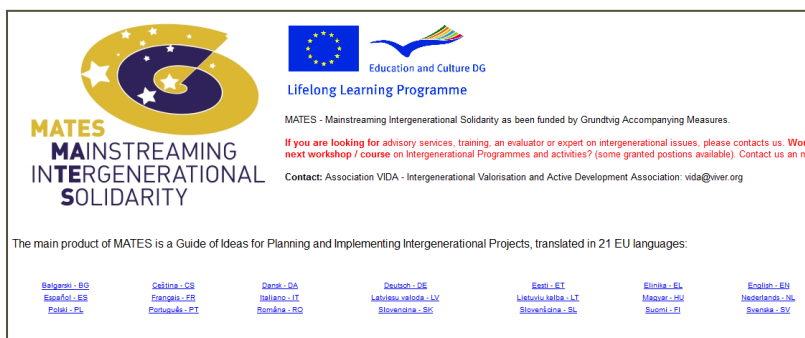 MATES
MAINSTREAMING
INTERGENERATIONAL
SOLIDARITY
Education and Culture DG
Lifelong Learning Programme
MATES - Mainstreaming Intergenerational Solidarity as been funded by Grundtvig Accompanying Measures.
If you are looking for advisory services, training, an evaluator or expert on intergenerational issues, please contacts us.
next workshop / course on Intergenerational Programmes and activities? (some granted postions available). Contact us an
Contact: Association VIDA - Intergenerational Valorisation and Active Development Association: vida@viver.org
The main product of MATES is a Guide of Ideas for Planning and Implementing Intergenerational Projects, translated in 21 EU languages:
Balgarski - BG Ceština - CS Dansk - DA Deutsch - DE Eesti - ET Elinika - EL English - EN
Español - ES Français - FR Italiano - IT Latviesu valoda - LV Lietuviu kalba - LT Magyar - HU Nederlands - NL
Polski - PL Português - PT Româna - RO Slovencina - SK Slovenšcina - SL Suomi - FI Svenska - SV